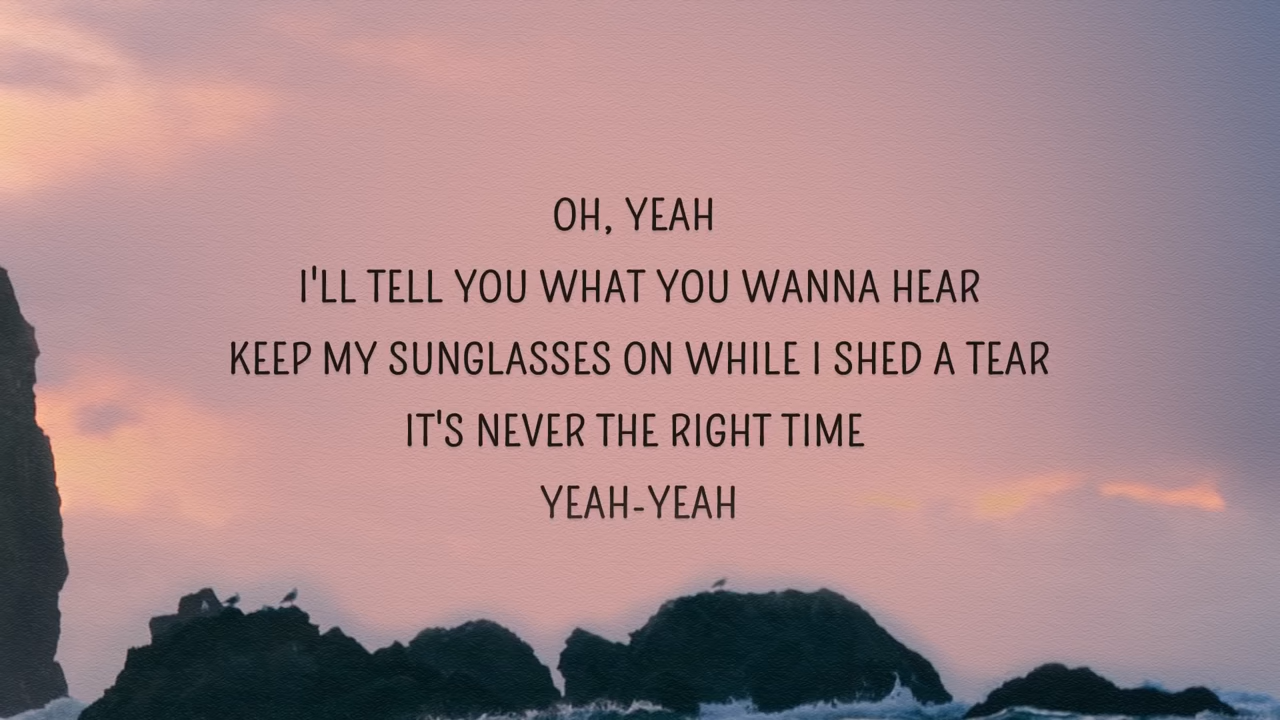 OH, YEAH
I'LL TELL YOU WHAT YOU WANNA HEAR
KEEP MY SUNGLASSES ON WHILE I SHED A TEAR
IT'S NEVER THE RIGHT TIME
YEAH-YEAH